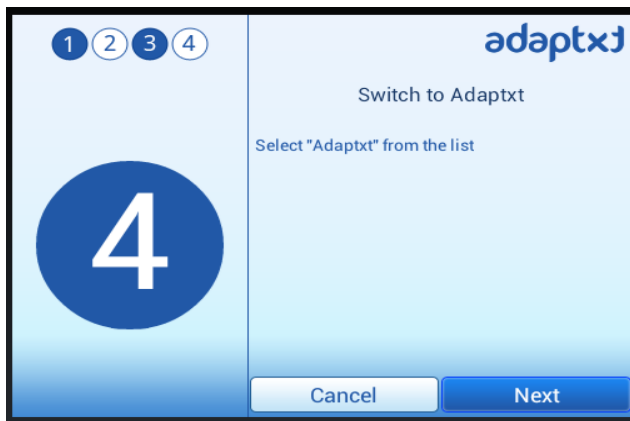 1 2 3 4
adaptxt
Switch to Adaptxt
Select "Adaptxt" from the list
4
Cancel Next